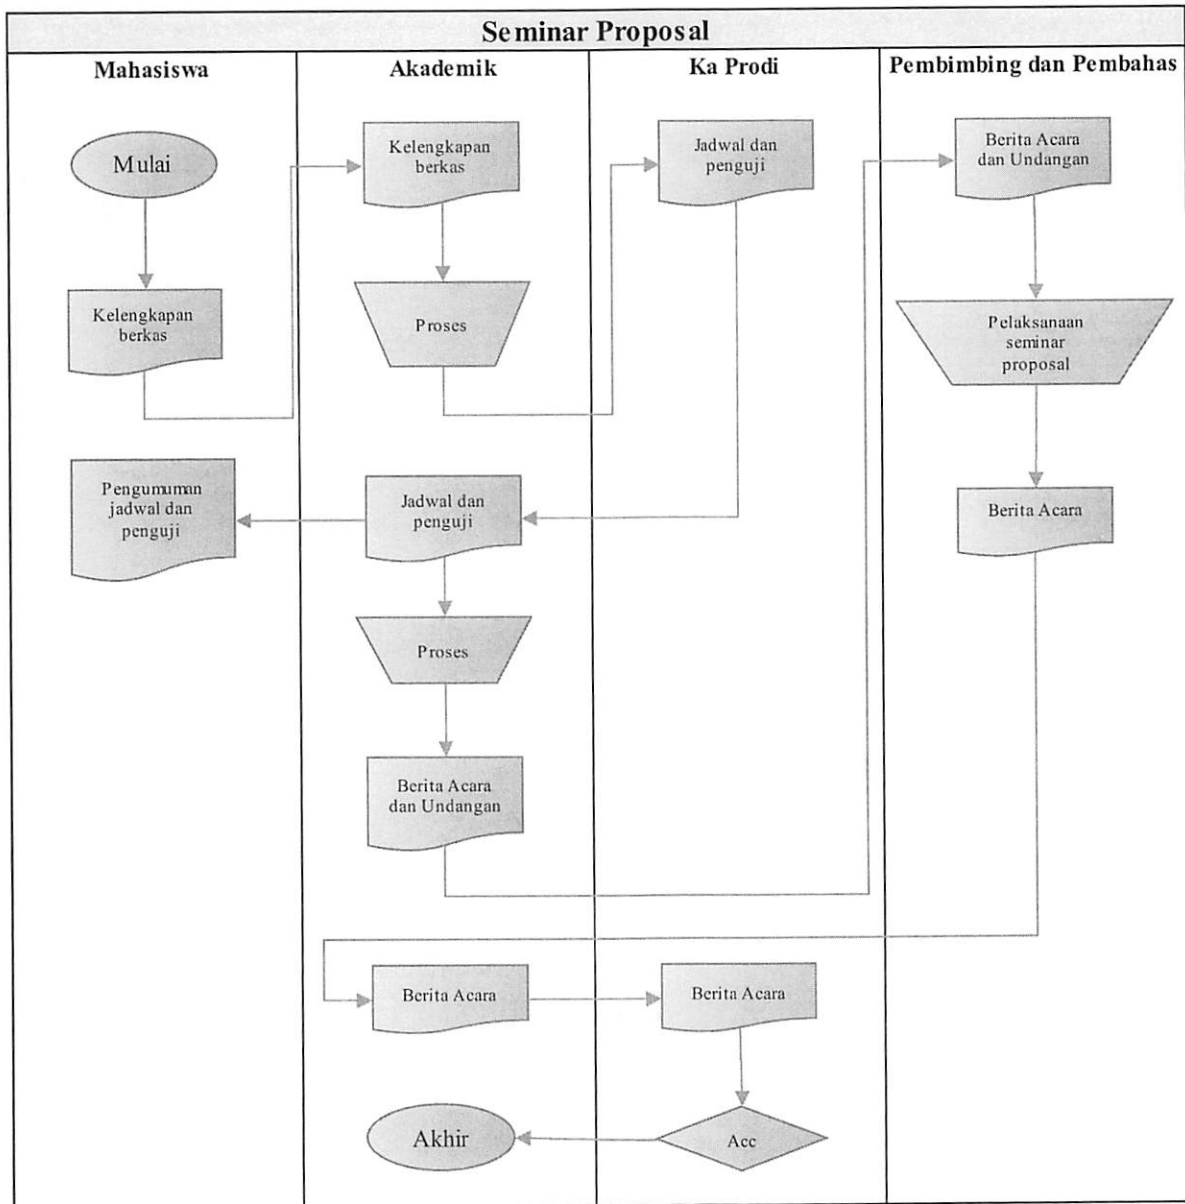 Seminar Proposal
Mahasiswa
Akademik
Ka Prodi
Pembimbing dan Pembahas
Mulai
Kelengkapan
berkas
Kelengkapan
berkas
Proses
Jadwal dan
penguji
Berita Acara
dan Undangan
Pelaksanaan
seminar
proposal
Berita Acara
Pengumuman
jadwal dan
penguji
Jadwal dan
penguji
Proses
Berita Acara
dan Undangan
Berita Acara
Berita Acara
Akhir
Acc